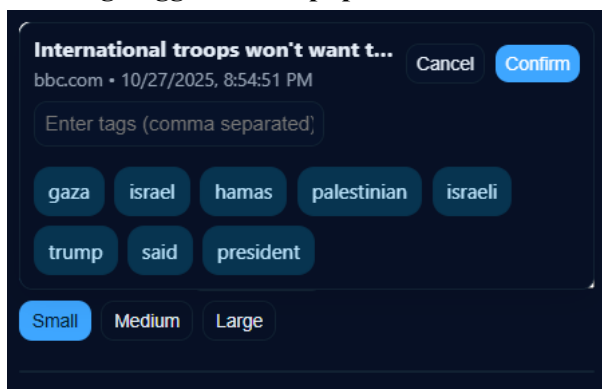 International troops won't want t...
Cancel
Confirm
bbc.com • 10/27/2025, 8:54:51 PM
Enter tags (comma separated)
gaza israel hamas palestinian israeli
trump said president
Small Medium Large